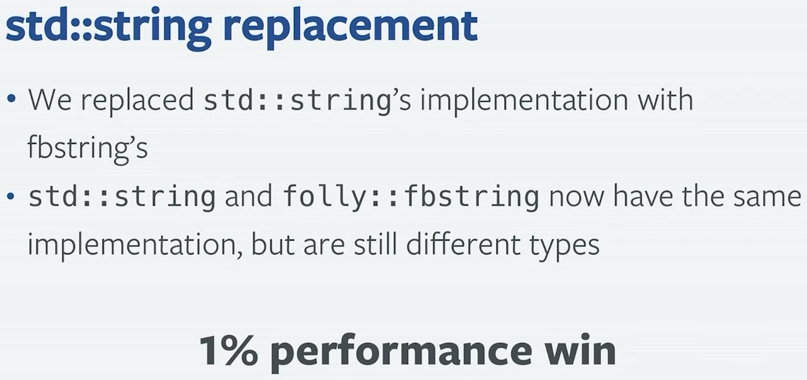 std::string replacement
• We replaced std::string’s implementation with
fbstring’s
• std::string and folly::fbstring now have the same
implementation, but are still different types
1% performance win